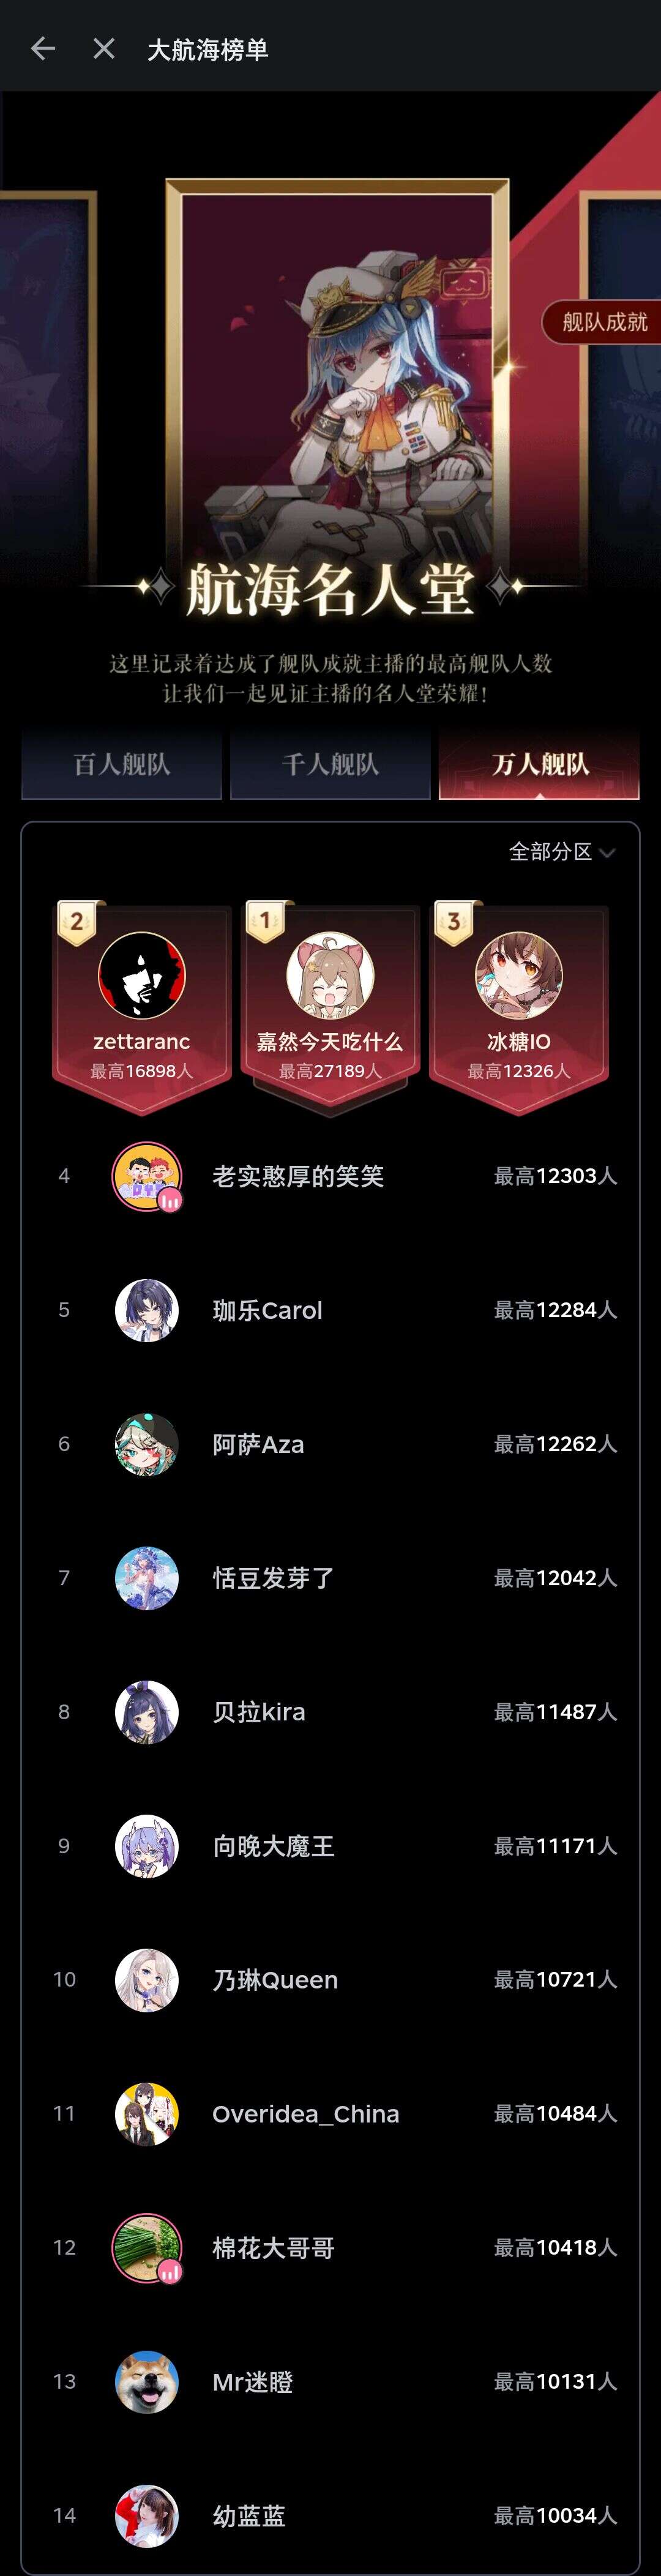 大航海榜单
舰队成就
航海名人堂
这里记录着达成了舰队成就主播的最高舰队人数
让我们一起见证主播的名人堂荣耀!
百人舰队
千人舰队
万人舰队
全部分区
2
zettaranc
最高16898人
1
嘉然今天吃什么
最高27189人
3
冰糖IO
最高12326人
4 老实憨厚的笑笑 最高12303人
5 珈乐Carol 最高12284人
6 阿萨Aza 最高12262人
7 恬豆发芽了 最高12042人
8 贝拉kira 最高11487人
9 向晚大魔王 最高11171人
10 乃琳Queen 最高10721人
11 Overidea_China 最高10484人
12 棉花大哥哥 最高10418人
13 Mr迷瞪 最高10131人
14 幼蓝蓝 最高10034人